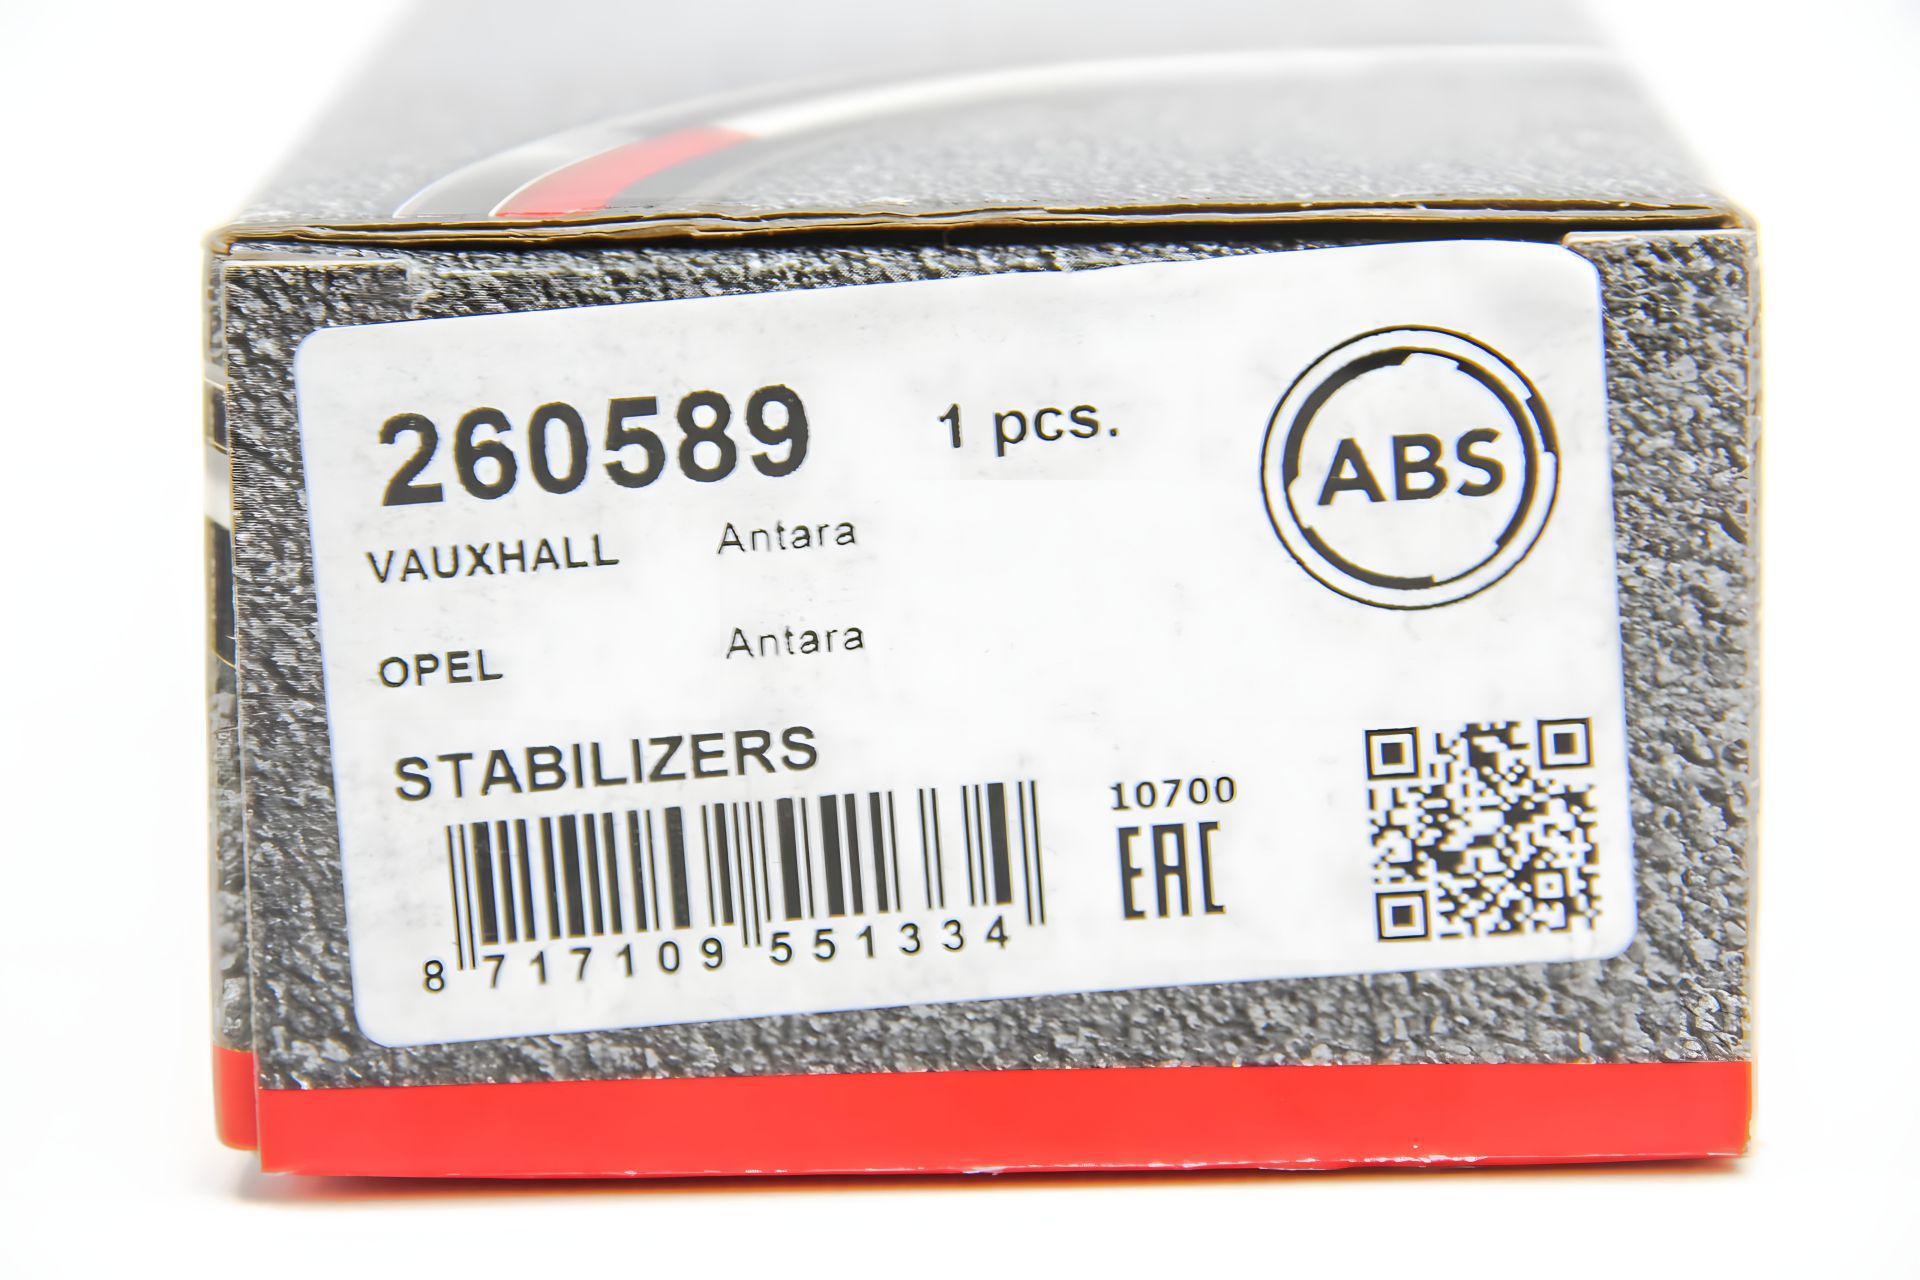 260589 1 pcs.
ABS
VAUXHALL Antara
OPEL Antara
STABILIZERS
10700
EAC
8 717109 551334